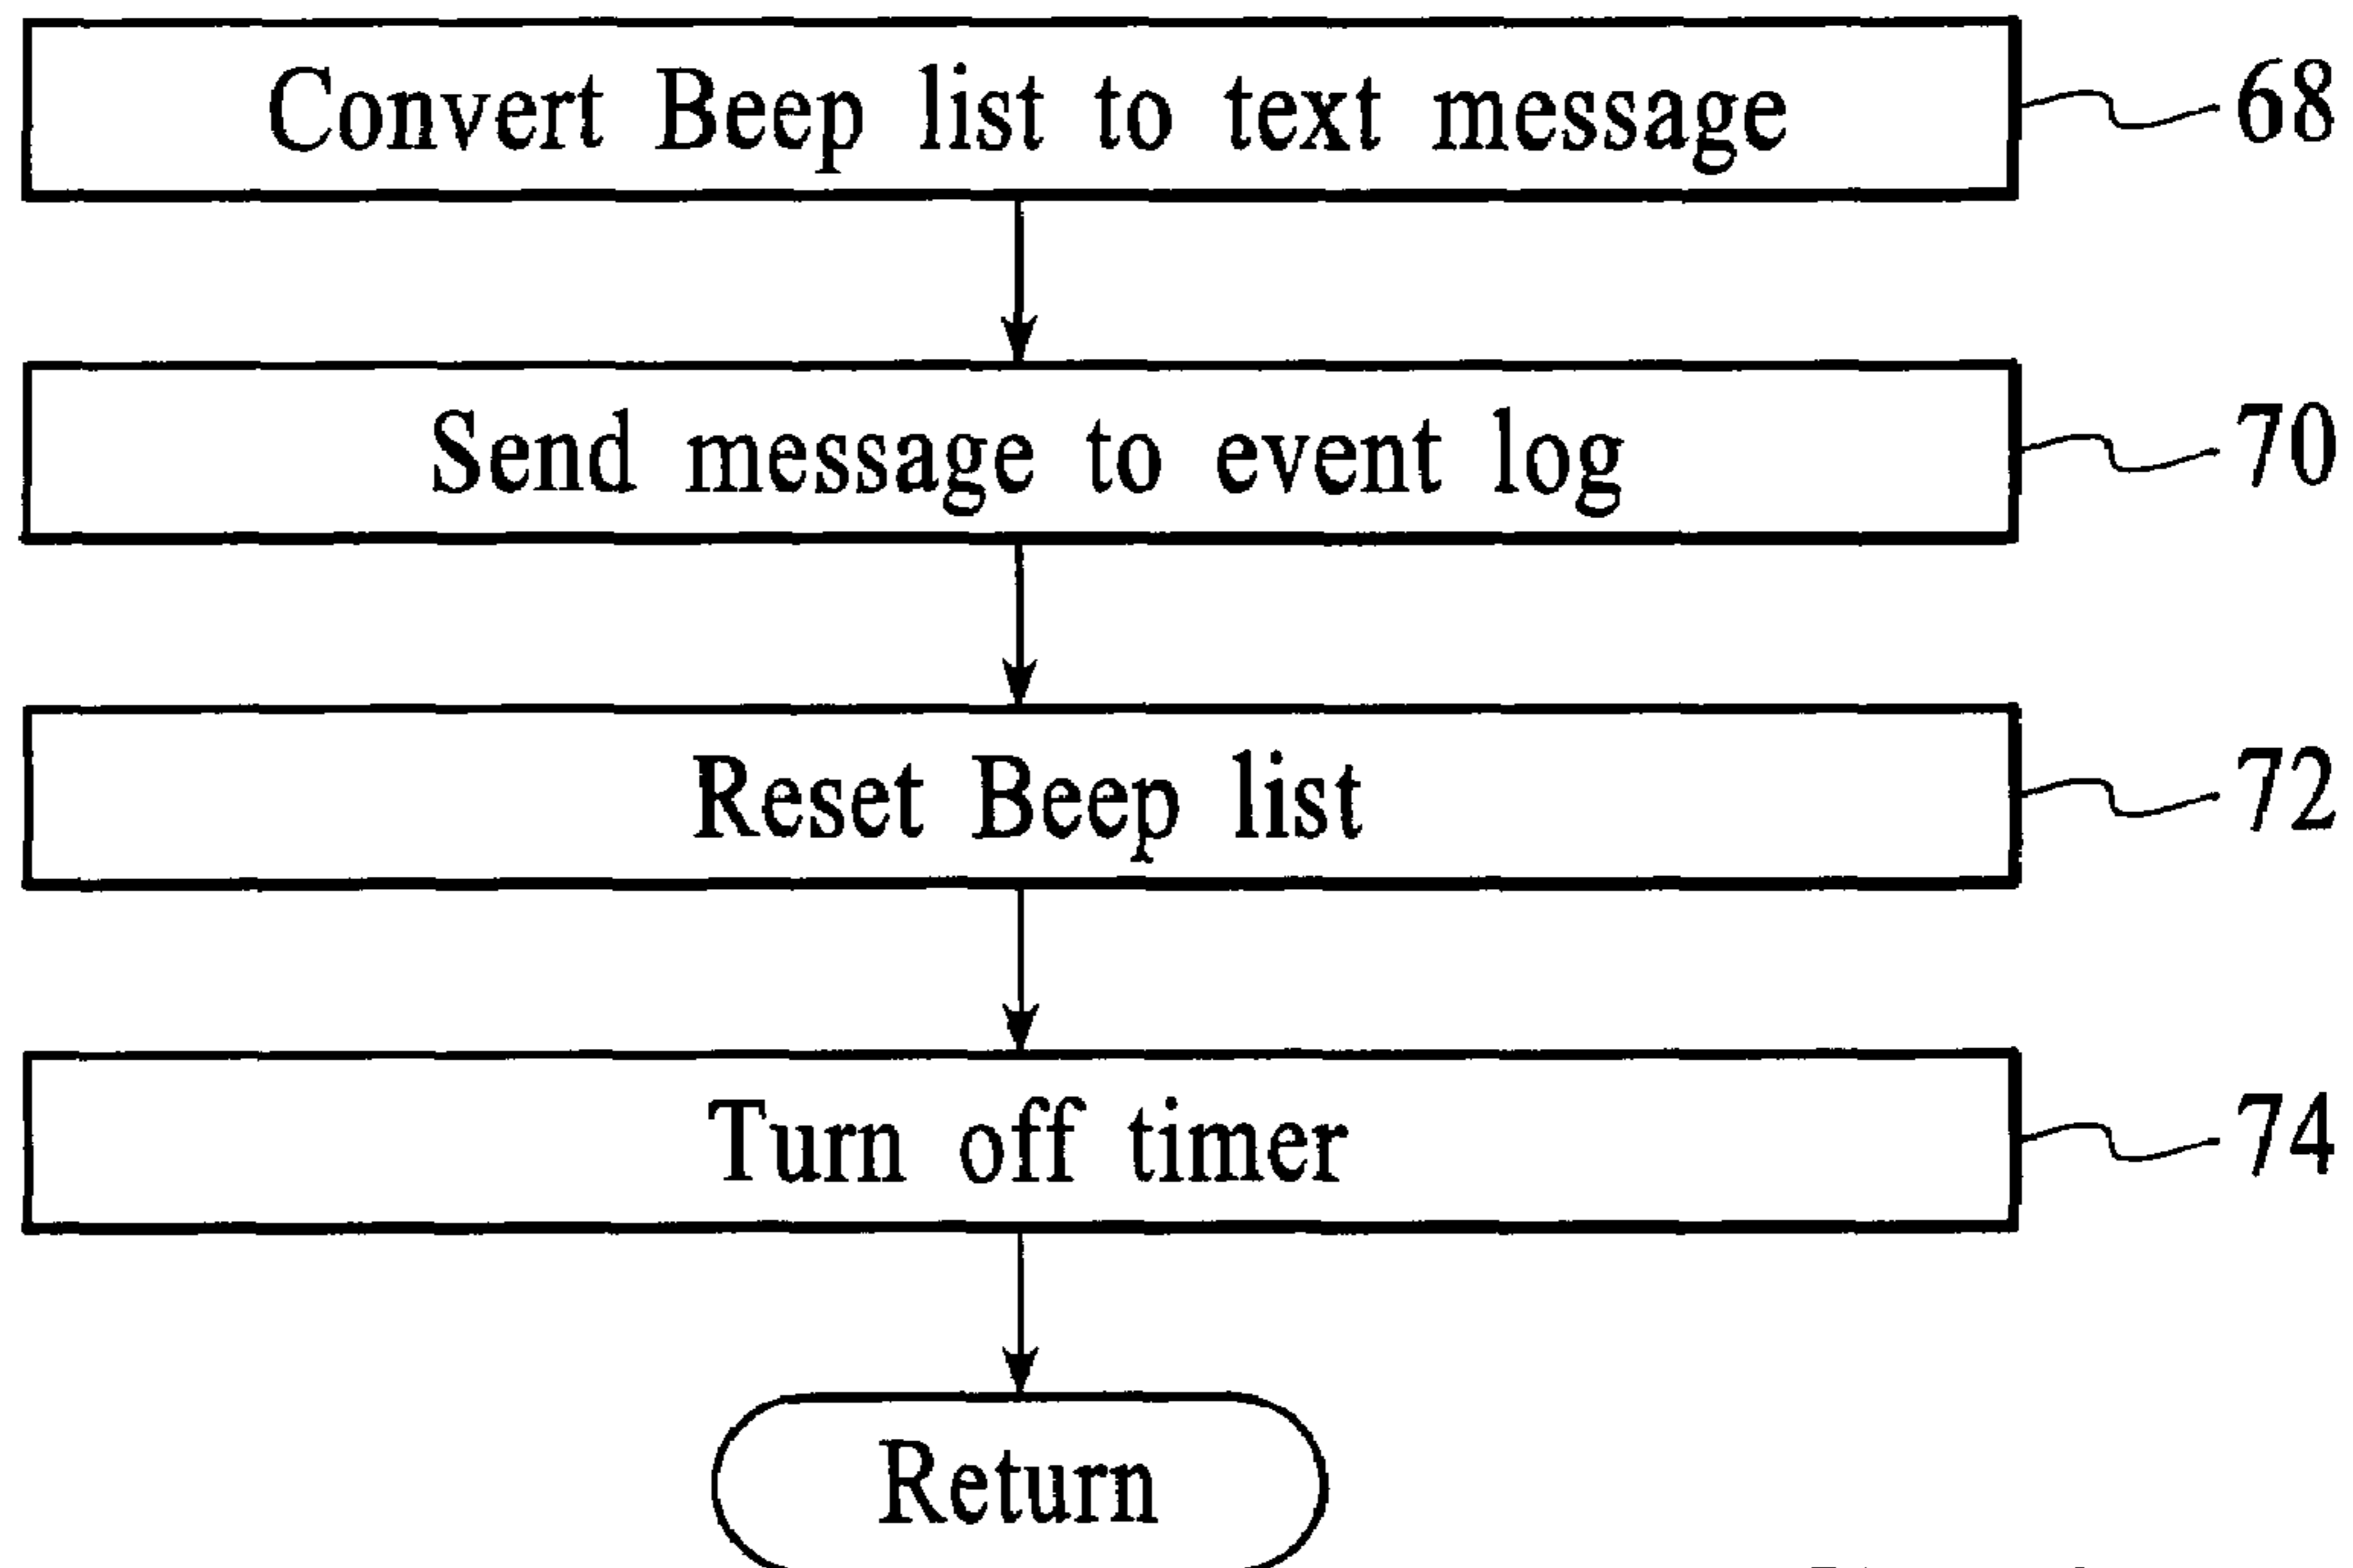 Convert Beep list to text message
68
Send message to event log
70
Reset Beep list
72
Turn off timer
74
Return